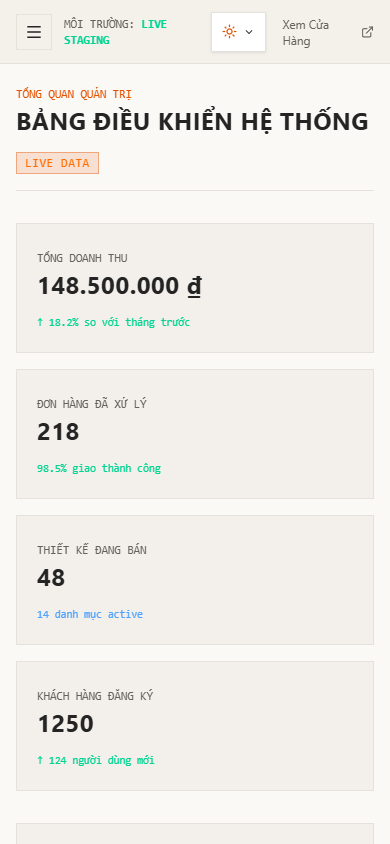 MÔI TRƯỜNG: LIVE
STAGING
Xem Cửa
Hàng
TỔNG QUAN QUẢN TRỊ
BẢNG ĐIỀU KHIỂN HỆ THỐNG
LIVE DATA
TỔNG DOANH THU
148.500.000 ₫
↑ 18.2% so với tháng trước
ĐƠN HÀNG ĐÃ XỬ LÝ
218
98.5% giao thành công
THIẾT KẾ ĐANG BÁN
48
14 danh mục active
KHÁCH HÀNG ĐĂNG KÝ
1250
↑ 124 người dùng mới